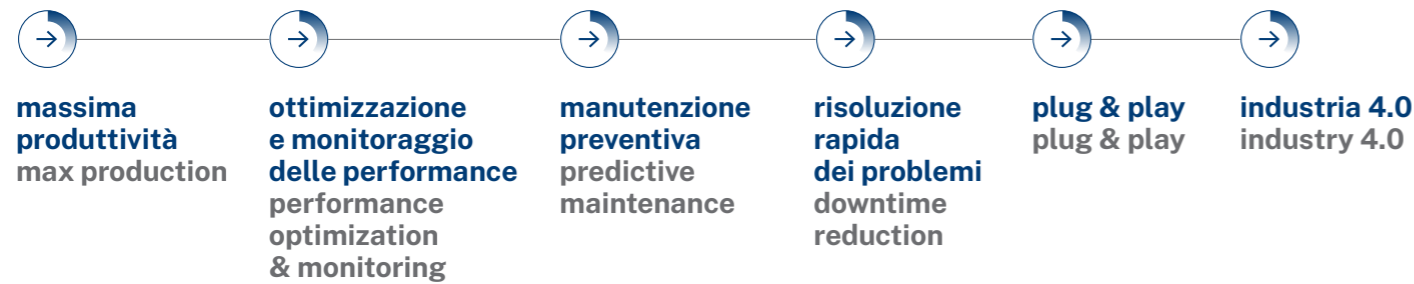 massima
produttività
max production
ottimizzazione
e monitoraggio
delle performance
performance
optimization
& monitoring
manutenzione
preventiva
predictive
maintenance
risoluzione
rapida
dei problemi
downtime
reduction
plug & play
plug & play
industria 4.0
industry 4.0